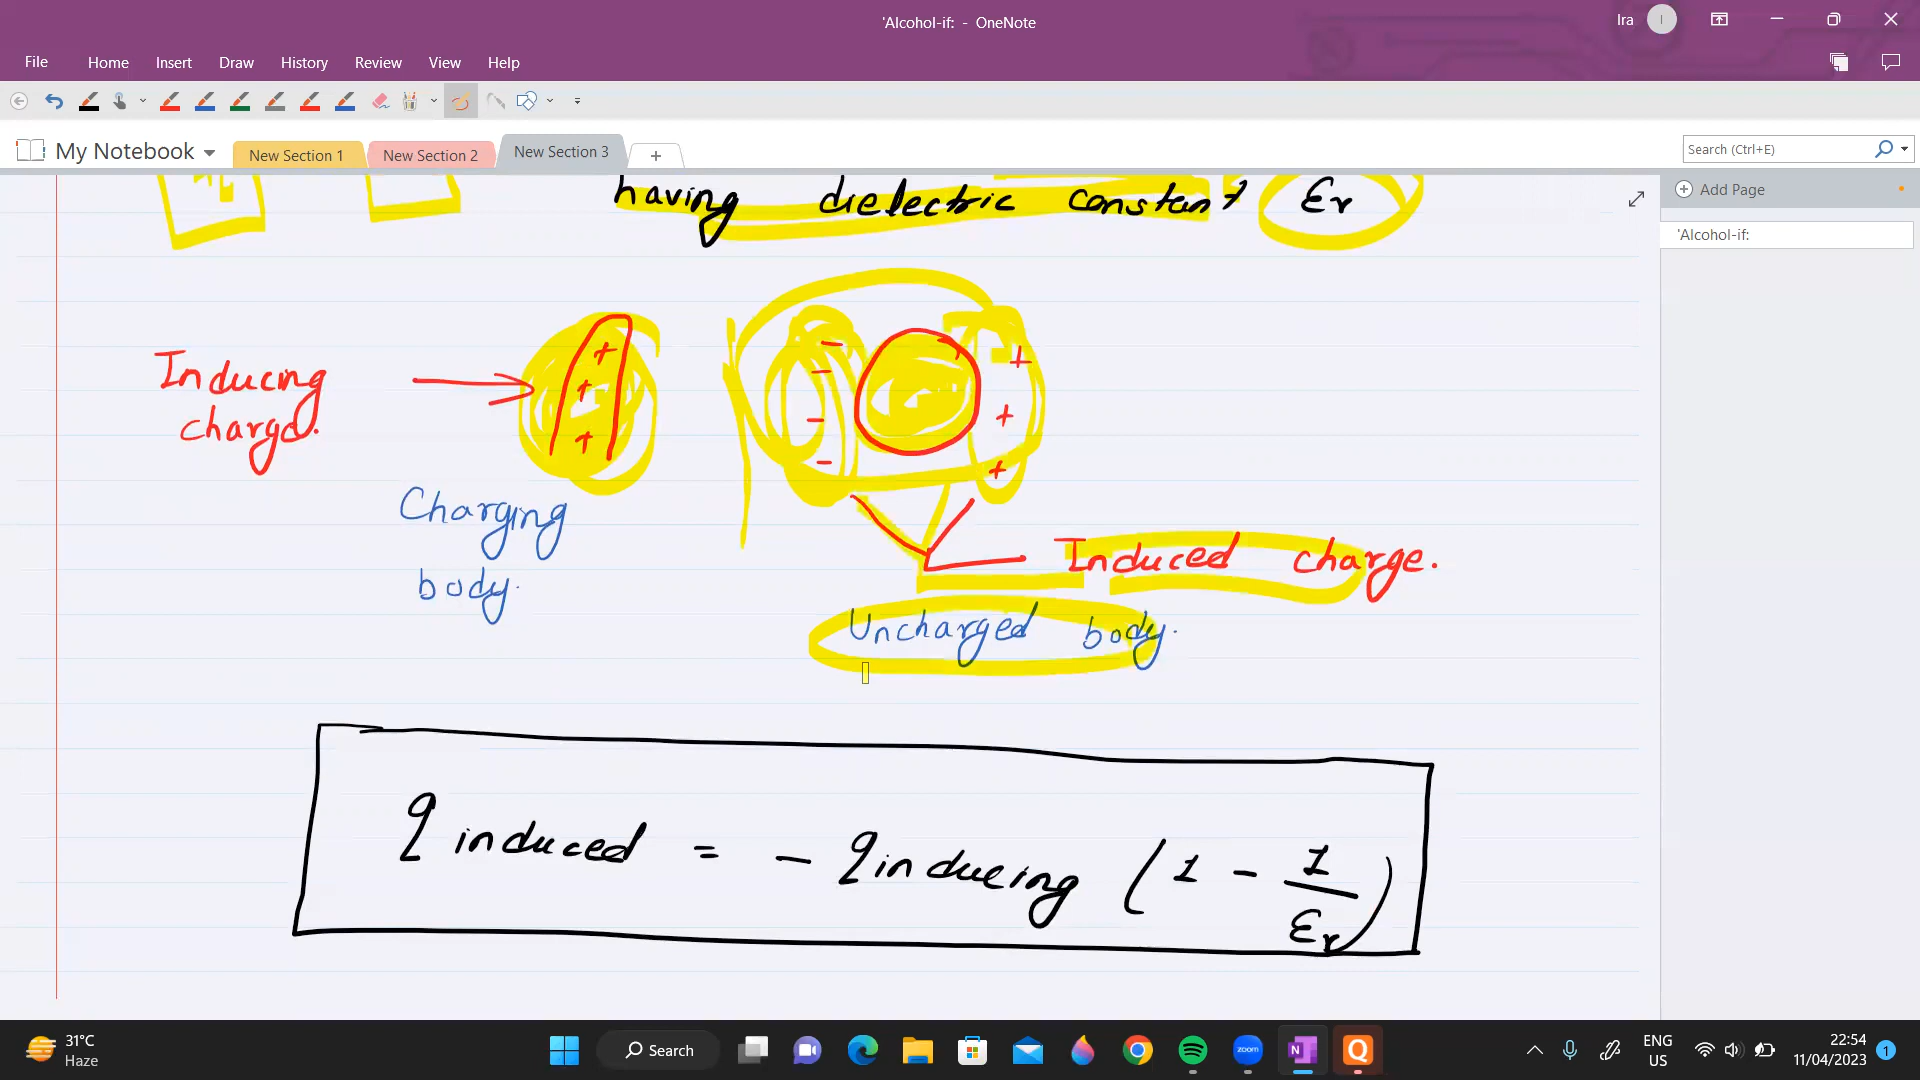 'Alcohol-if: - OneNote
Ira
I
File Home Insert Draw History Review View Help
My Notebook New Section 1 New Section 2 New Section 3
Search (Ctrl+E)
Add Page
'Alcohol-if:
having dielectric constant εr
Inducing charge.
+ + +
- - - -
+ + +
Charging body.
Induced charge.
Uncharged body.
q induced = - q inducing (1 - 1/εr)
31°C
Haze
Search
zoom
ENG
US
22:54
11/04/2023
1